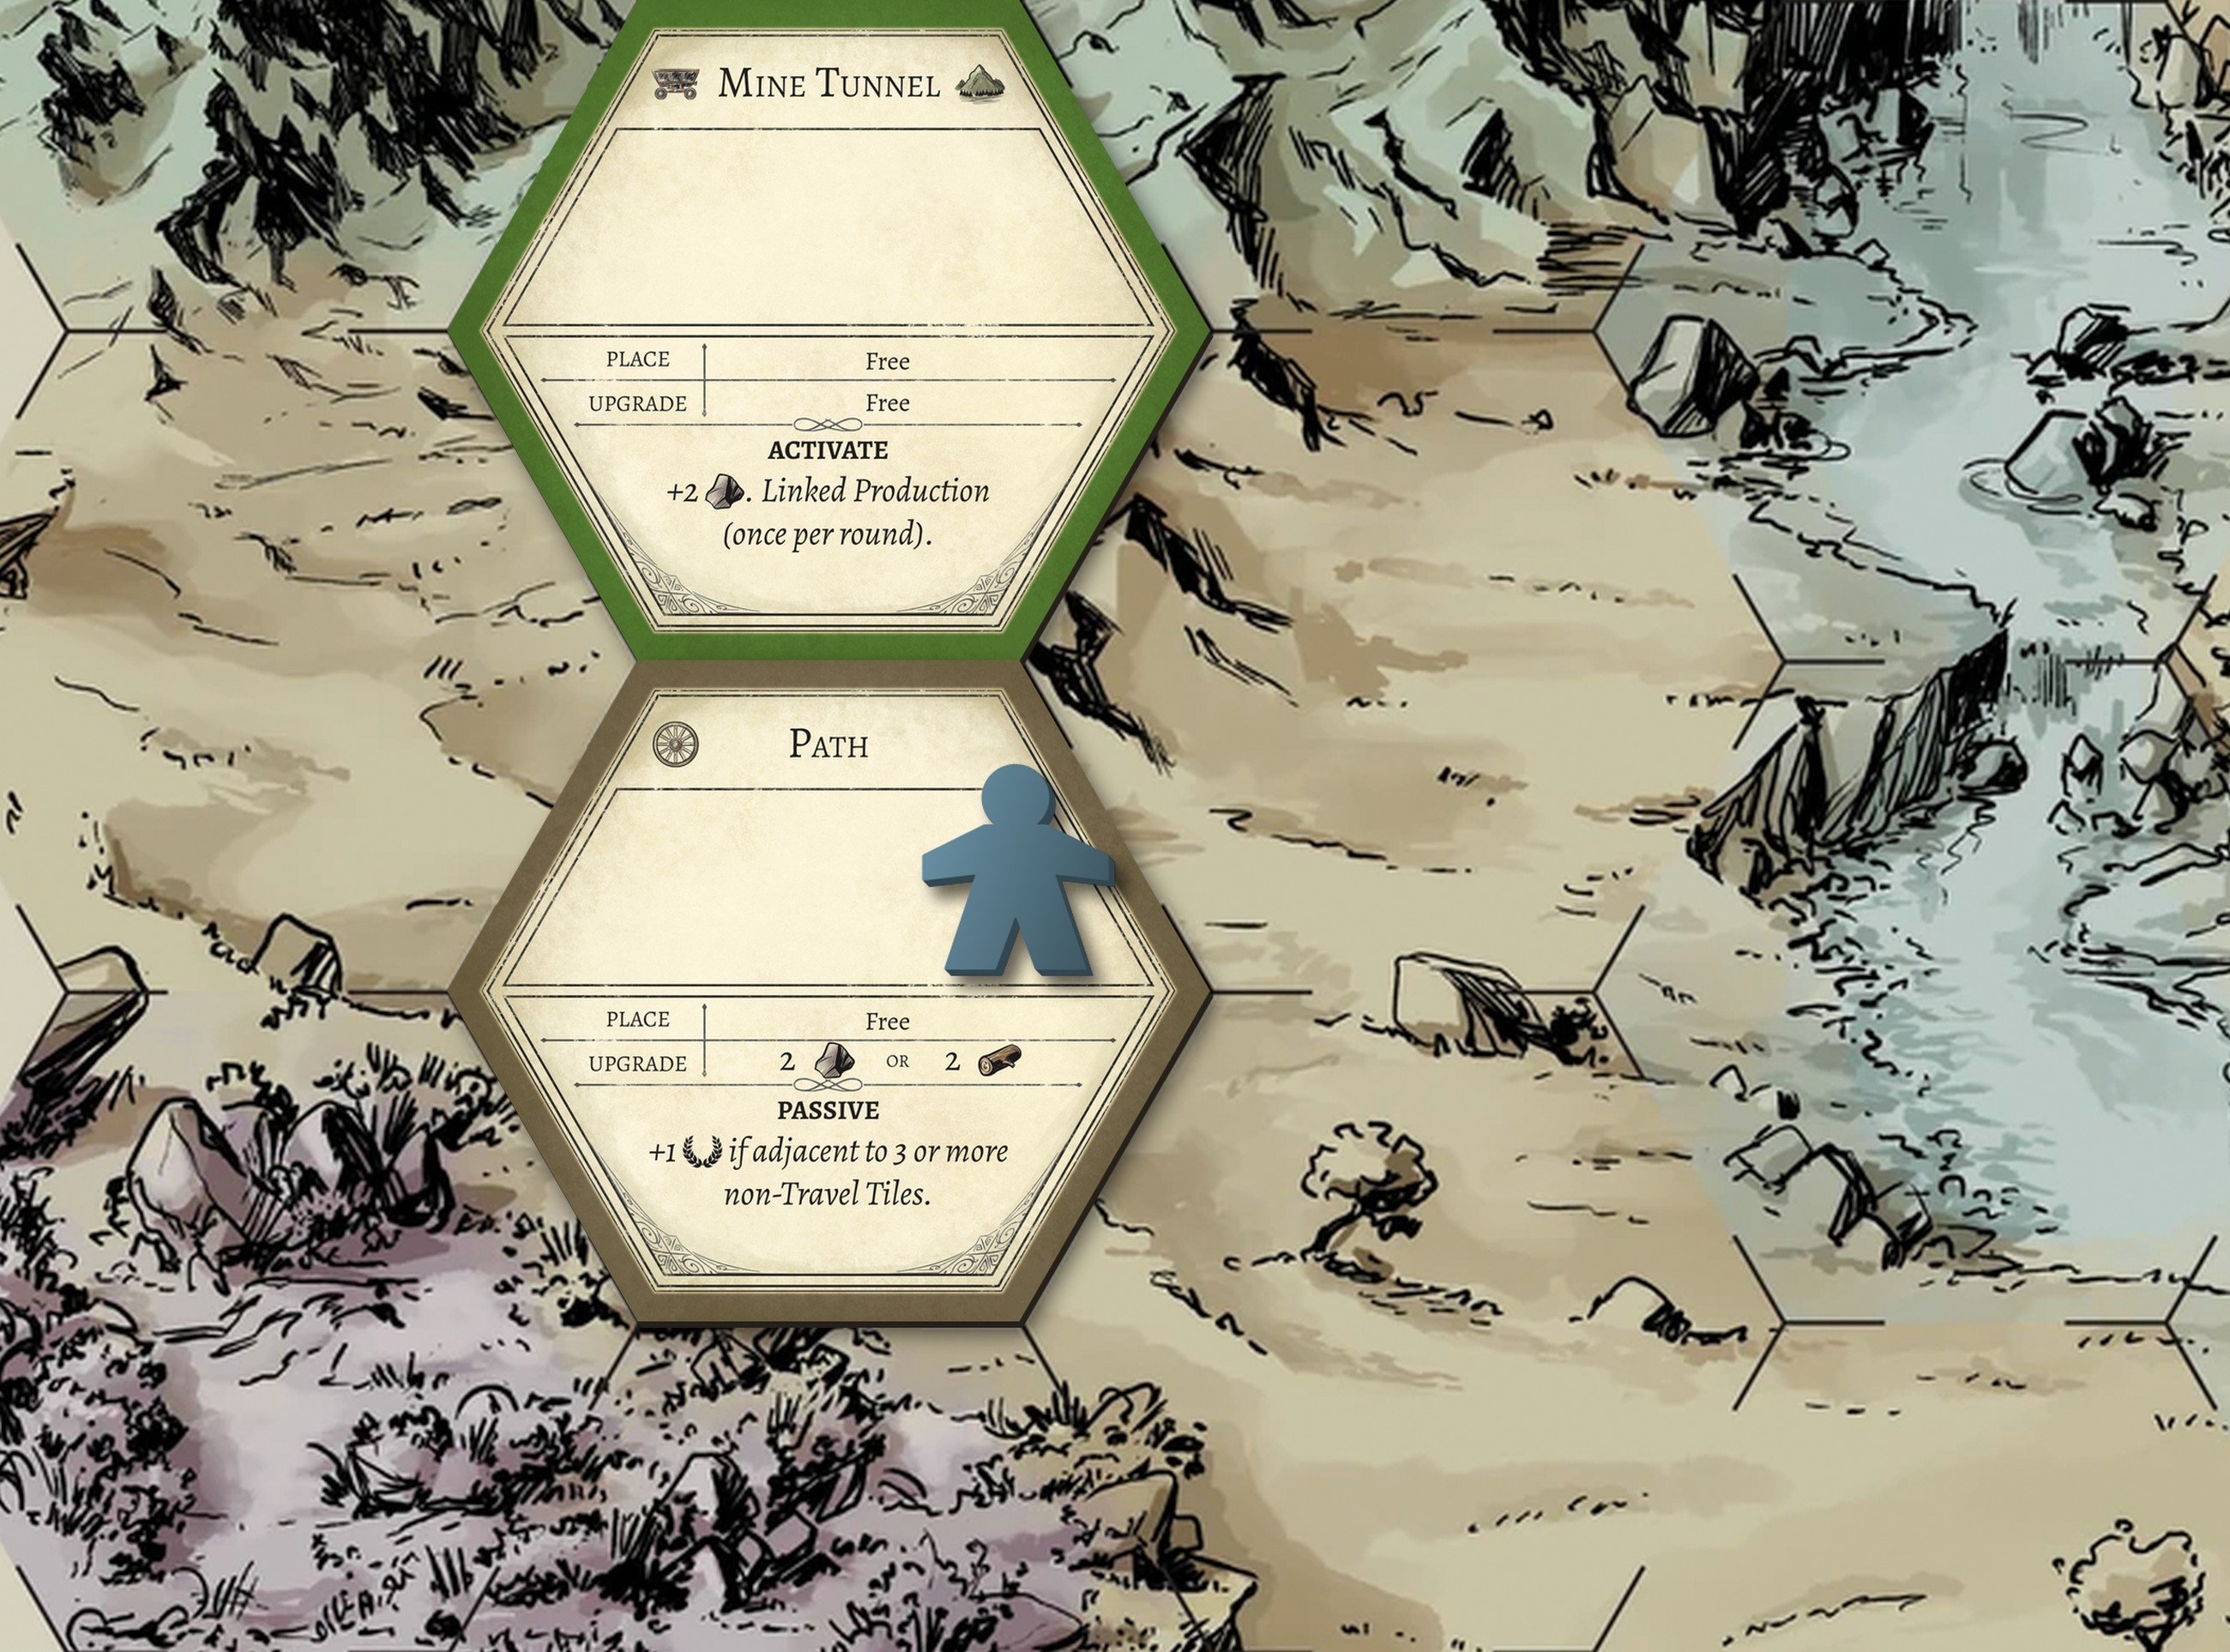 Mine Tunnel
PLACE Free
UPGRADE Free
ACTIVATE
+2 . Linked Production
(once per round).
Path
PLACE Free
UPGRADE 2 OR 2
PASSIVE
+1 if adjacent to 3 or more
non-Travel Tiles.